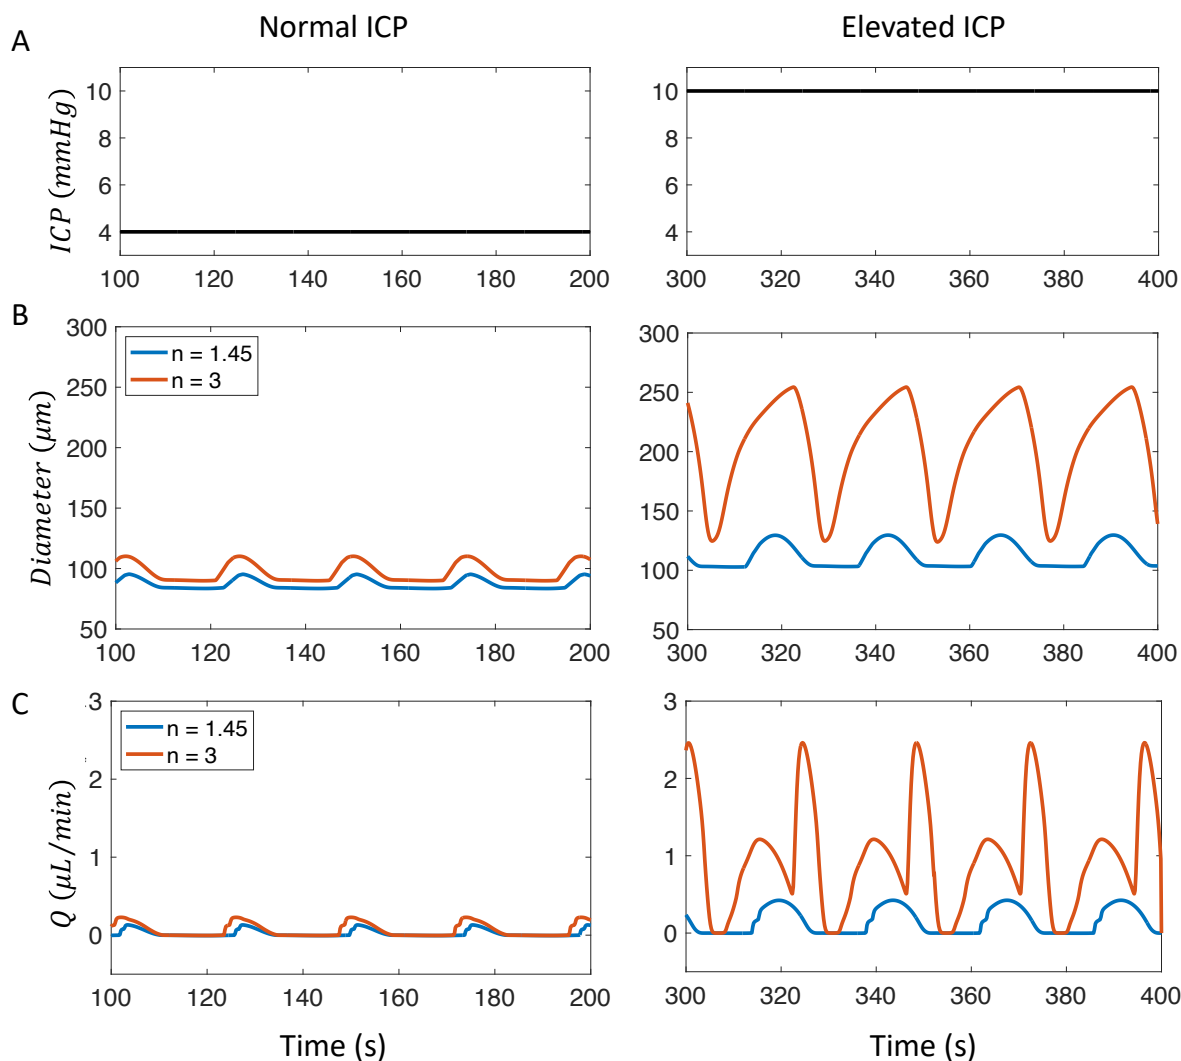 Normal ICP
Elevated ICP
A
ICP (mmHg)
10
8
6
4
100 120 140 160 180 200
10
8
6
4
300 320 340 360 380 400
B
Diameter (μm)
300
250
200
150
100
50
n = 1.45
n = 3
100 120 140 160 180 200
300
250
200
150
100
50
300 320 340 360 380 400
C
Q (μL/min)
3
2
1
0
n = 1.45
n = 3
100 120 140 160 180 200
3
2
1
0
300 320 340 360 380 400
Time (s)
Time (s)